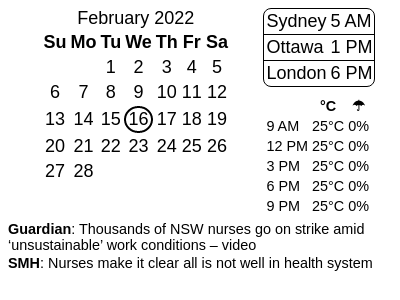 February 2022
Su Mo Tu We Th Fr Sa
1 2 3 4 5
6 7 8 9 10 11 12
13 14 15 16 17 18 19
20 21 22 23 24 25 26
27 28
Sydney 5 AM
Ottawa 1 PM
London 6 PM
°C ☂
9 AM 25°C 0%
12 PM 25°C 0%
3 PM 25°C 0%
6 PM 25°C 0%
9 PM 25°C 0%
Guardian: Thousands of NSW nurses go on strike amid
‘unsustainable’ work conditions – video
SMH: Nurses make it clear all is not well in health system